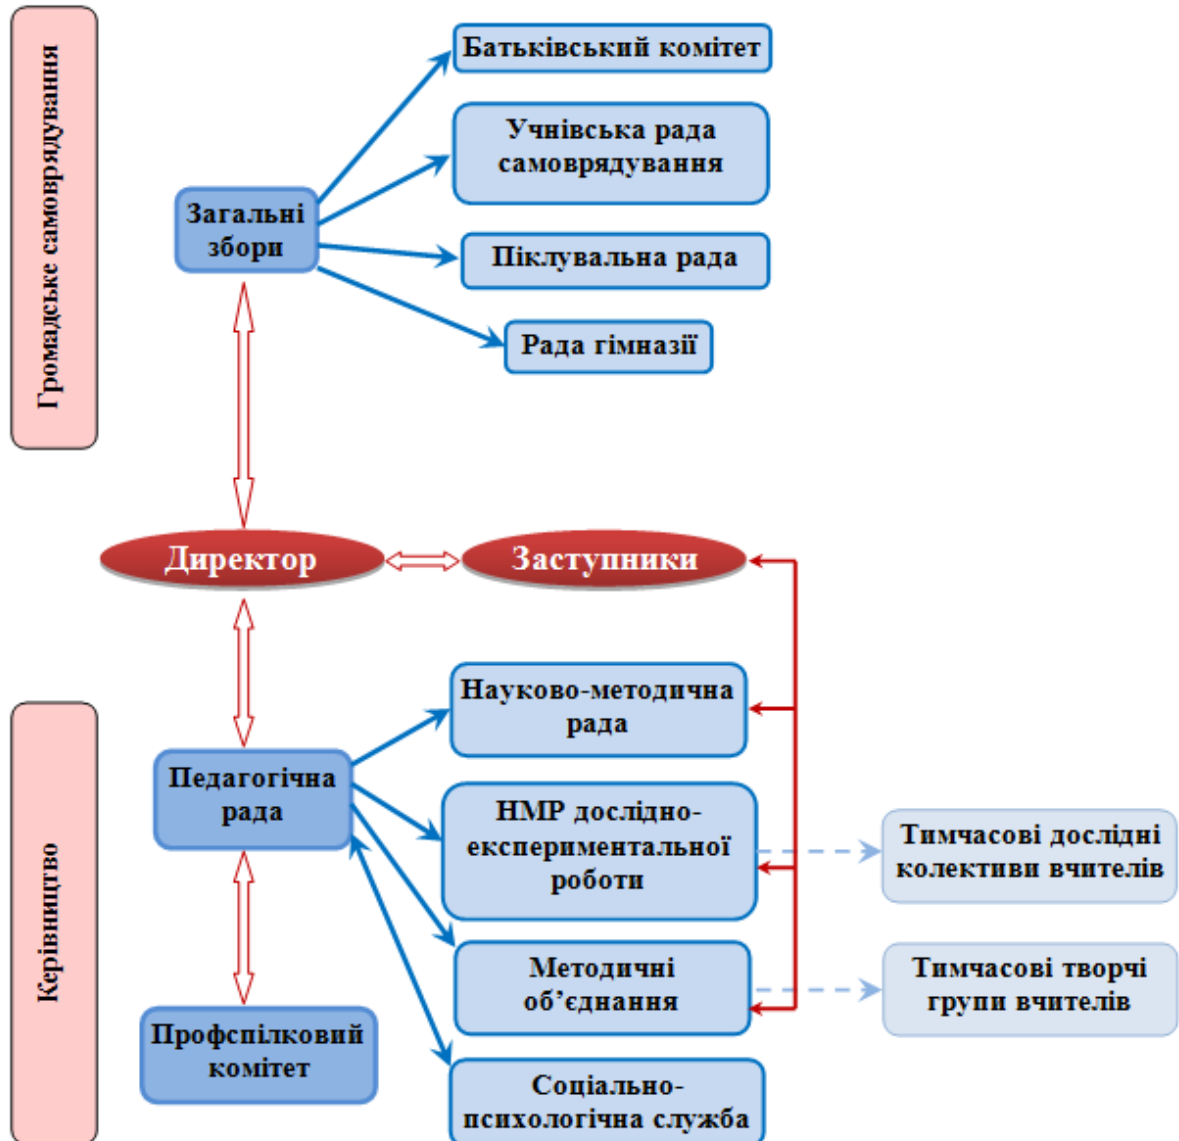 Громадське самоврядування
Батьківський комітет
Учнівська рада
самоврядування
Загальні
збори
Піклувальна рада
Рада гімназії
Директор
Заступники
Керівництво
Науково-методична
рада
Педагогічна
рада
НМР дослідно-
експериментальної
роботи
Тимчасові дослідні
колективи вчителів
Методичні
об’єднання
Тимчасові творчі
групи вчителів
Профспілковий
комітет
Соціально-
психологічна служба